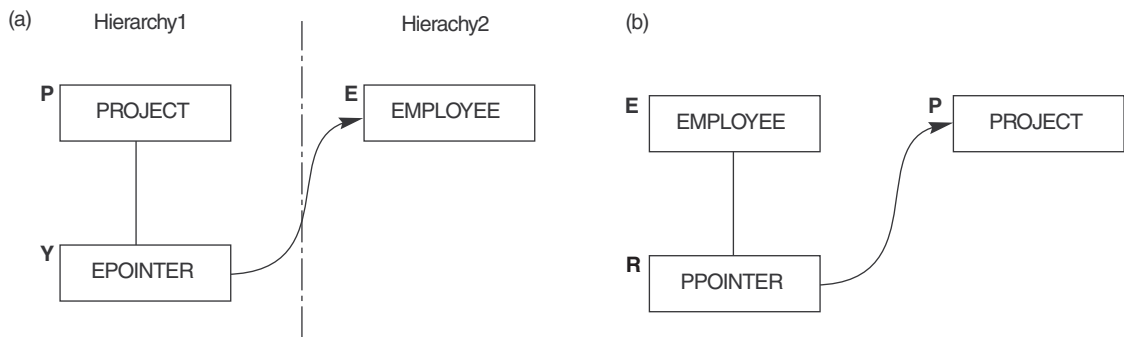 (a)
Hierarchy1
Hierachy2
P
PROJECT
E
EMPLOYEE
Y
EPOINTER
(b)
E
EMPLOYEE
P
PROJECT
R
PPOINTER